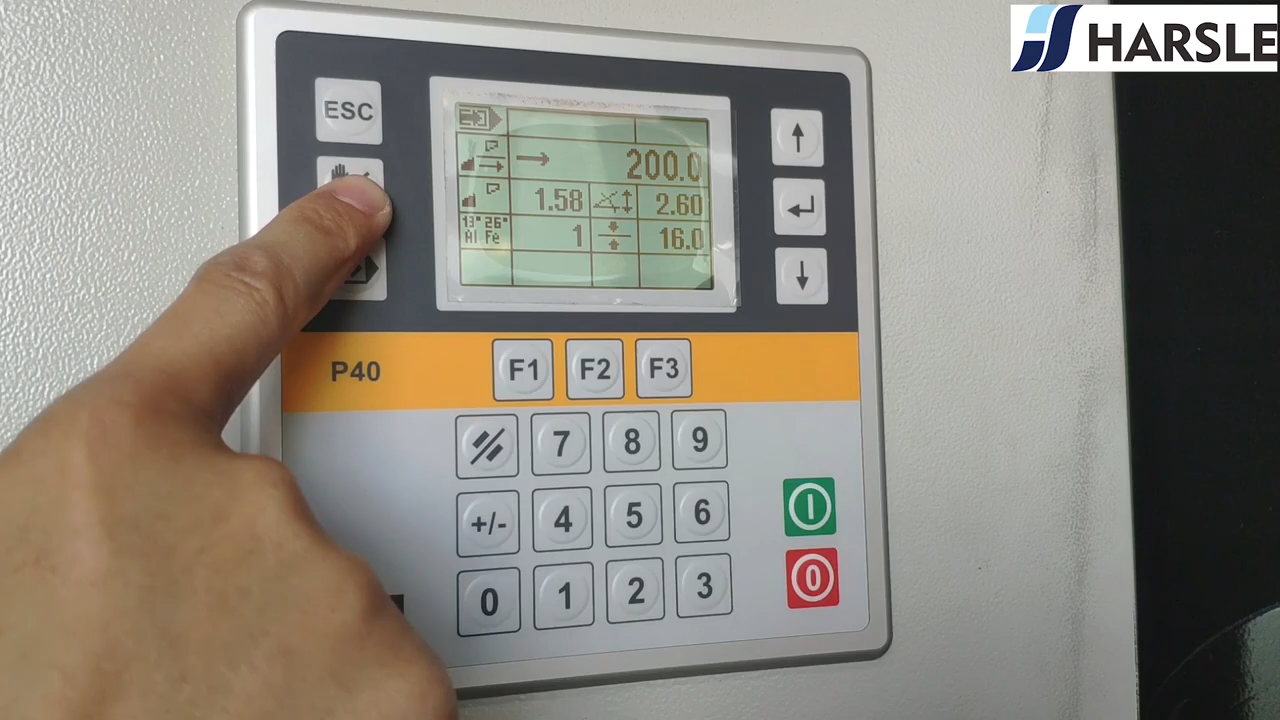 HARSLE
ESC
200.0
1.58 2.60
13" 26"
Al Fe 1 16.0
P40 F1 F2 F3
7 8 9
+/- 4 5 6
0 1 2 3